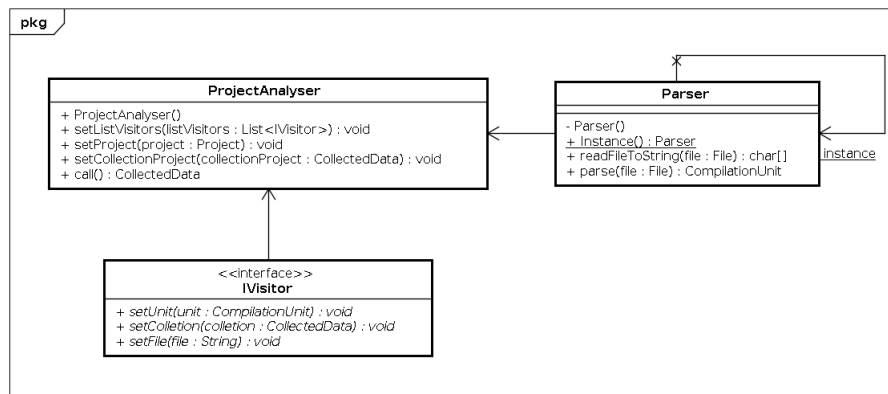 pkg
ProjectAnalyser
+ ProjectAnalyser()
+ setListVisitors(listVisitors : List<IVisitor>) : void
+ setProject(project : Project) : void
+ setCollectionProject(collectionProject : CollectedData) : void
+ call() : CollectedData
Parser
- Parser()
+ Instance() : Parser
+ readFileToString(file : File) : char[]
+ parse(file : File) : CompilationUnit
instance
<<interface>>
IVisitor
+ setUnit(unit : CompilationUnit) : void
+ setColletion(colletion : CollectedData) : void
+ setFile(file : String) : void